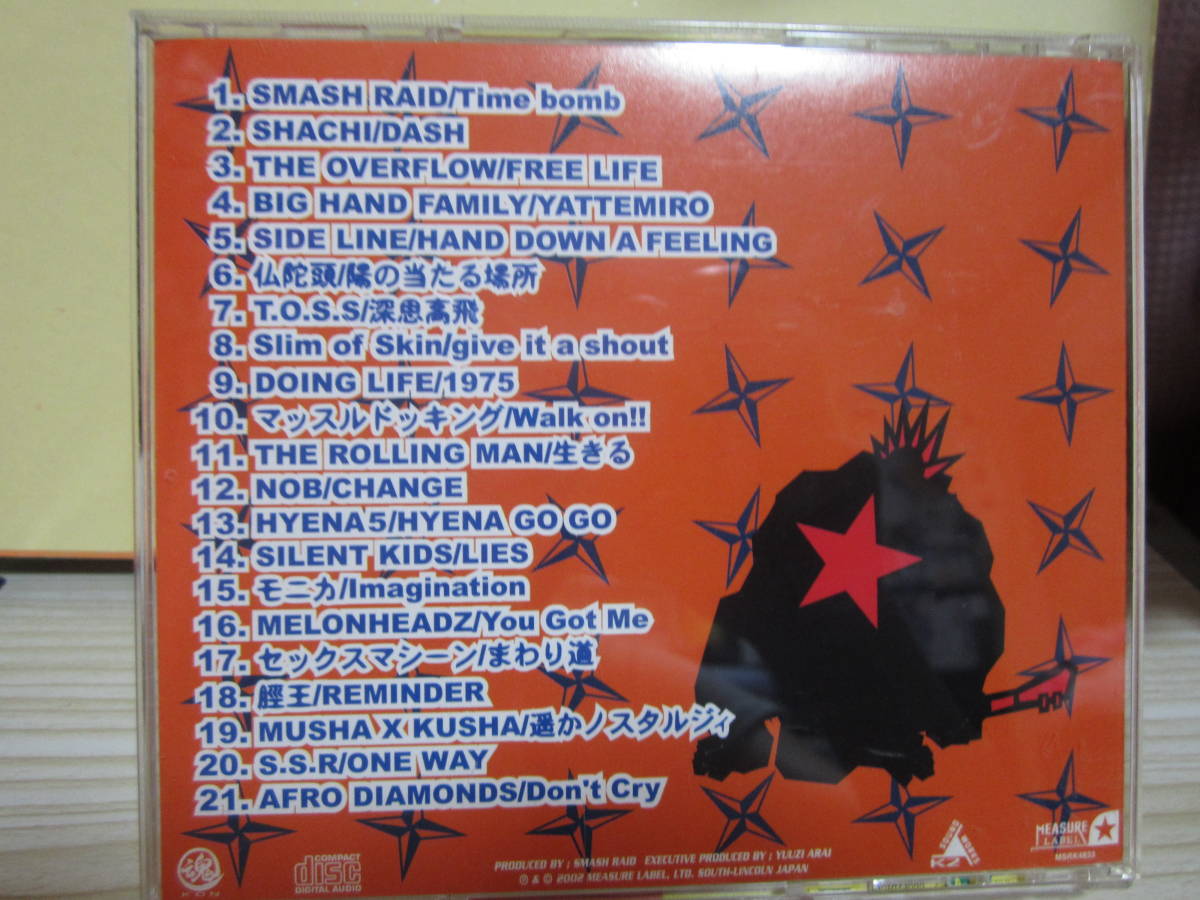 1. SMASH RAID/Time bomb
2. SHACHI/DASH
3. THE OVERFLOW/FREE LIFE
4. BIG HAND FAMILY/YATTEMIRO
5. SIDE LINE/HAND DOWN A FEELING
6. 仏陀頭/陽の当たる場所
7. T.O.S.S/深思高飛
8. Slim of Skin/give it a shout
9. DOING LIFE/1975
10. マッスルドッキング/Walk on!!
11. THE ROLLING MAN/生きる
12. NOB/CHANGE
13. HYENA5/HYENA GO GO
14. SILENT KIDS/LIES
15. モニカ/Imagination
16. MELONHEADZ/You Got Me
17. セックスマシーン/まわり道
18. 脛王/REMINDER
19. MUSHA X KUSHA/遥かノスタルジィ
20. S.S.R/ONE WAY
21. AFRO DIAMONDS/Don't Cry
魂
KON
COMPACT
disc
DIGITAL AUDIO
PRODUCED BY ; SMASH RAID EXECUTIVE PRODUCED BY ; YUUZI ARAI
℗ & © 2002 MEASURE LABEL, LTD. SOUTH-LINCOLN JAPAN
K2 SOUND WORKS
MEASURE
LABEL